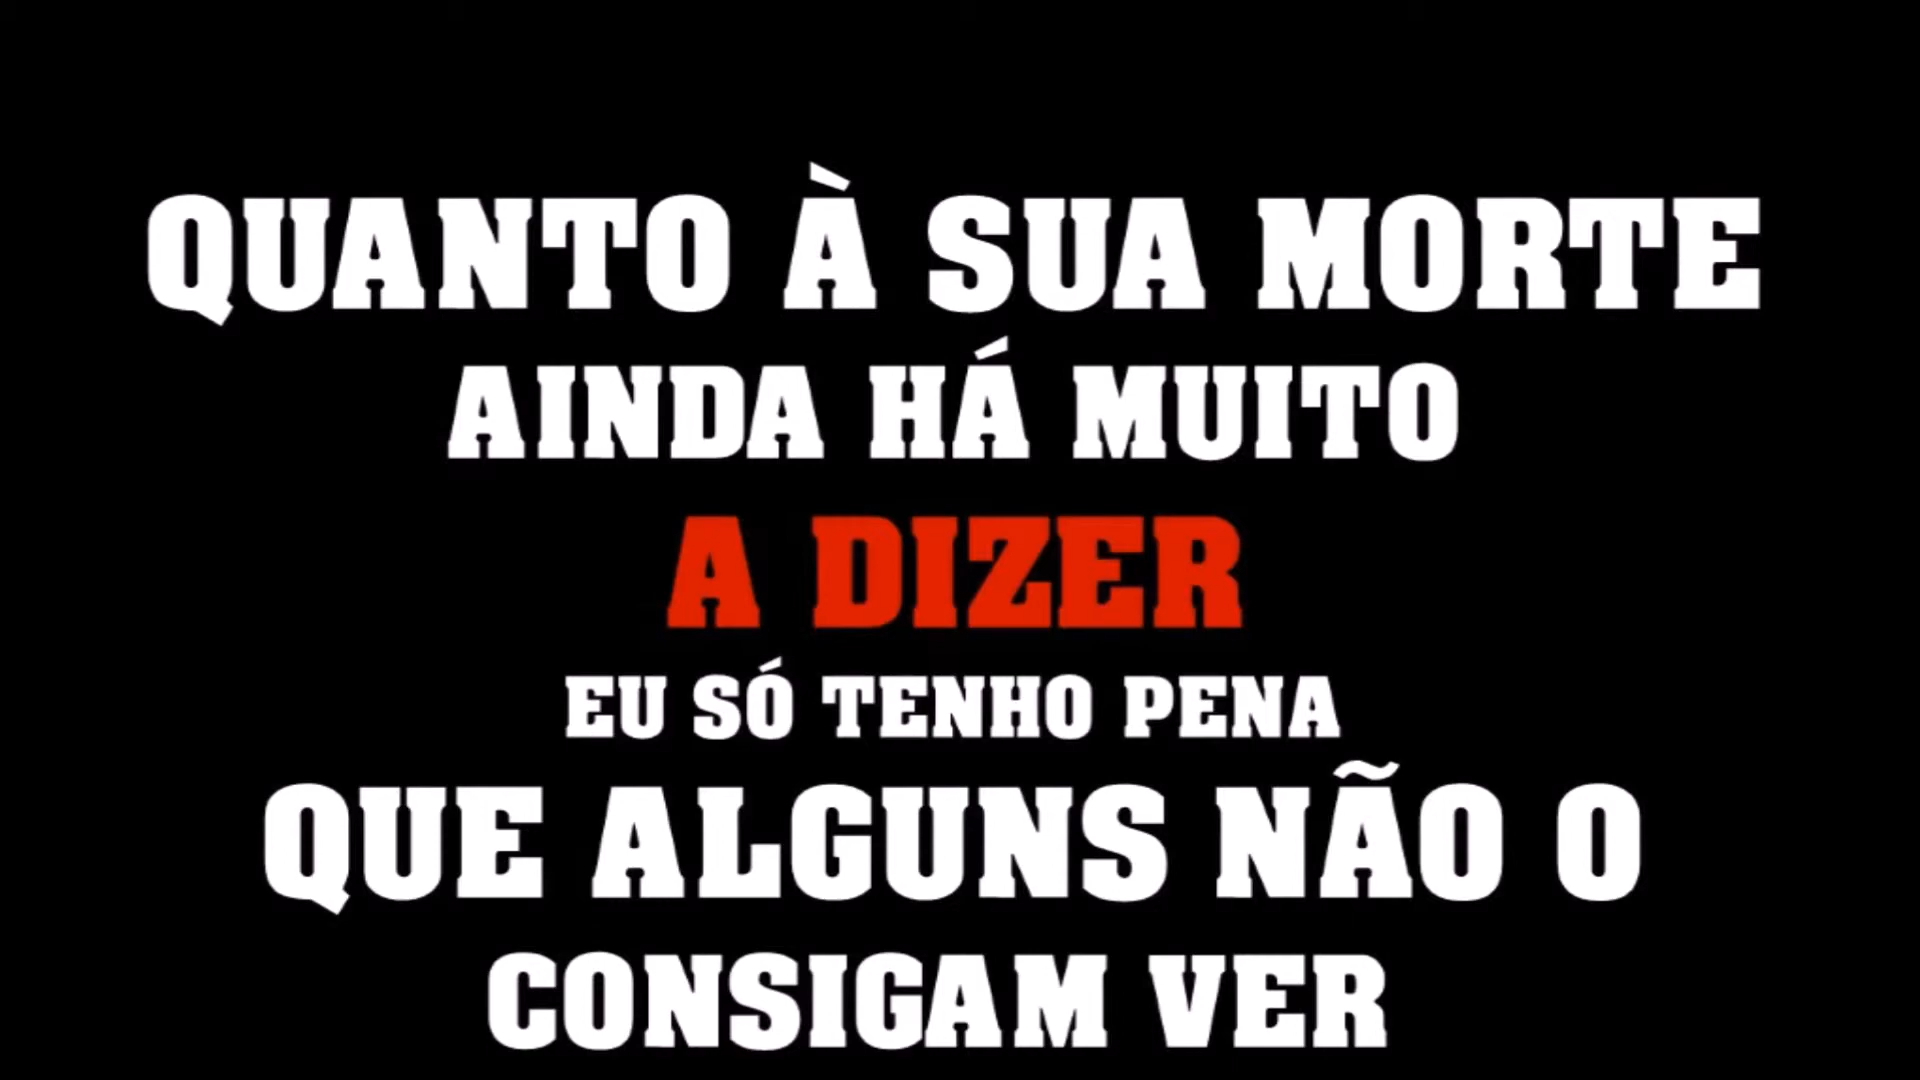 QUANTO À SUA MORTE
AINDA HÁ MUITO
A DIZER
EU SÓ TENHO PENA
QUE ALGUNS NÃO O
CONSIGAM VER